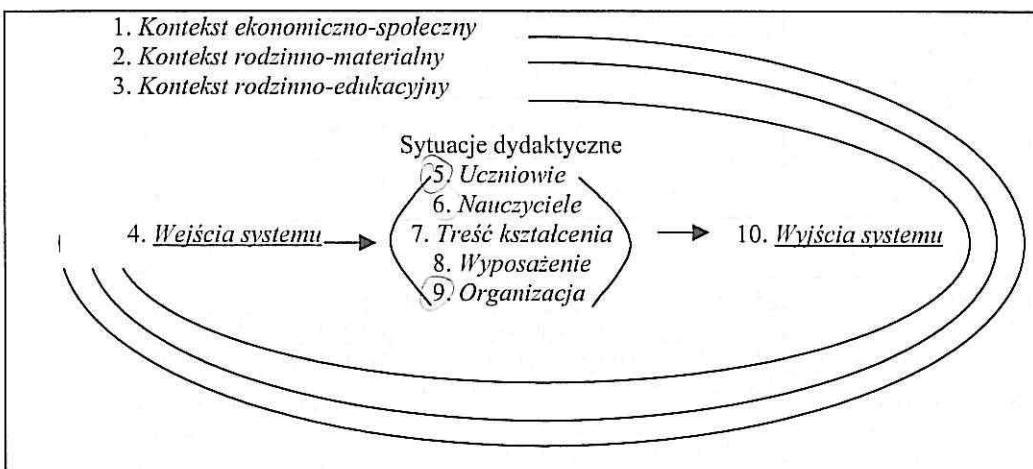 1. Kontekst ekonomiczno-społeczny
2. Kontekst rodzinno-materialny
3. Kontekst rodzinno-edukacyjny
Sytuacje dydaktyczne
5. Uczniowie
6. Nauczyciele
4. Wejścia systemu 7. Treść kształcenia 10. Wyjścia systemu
8. Wyposażenie
9. Organizacja